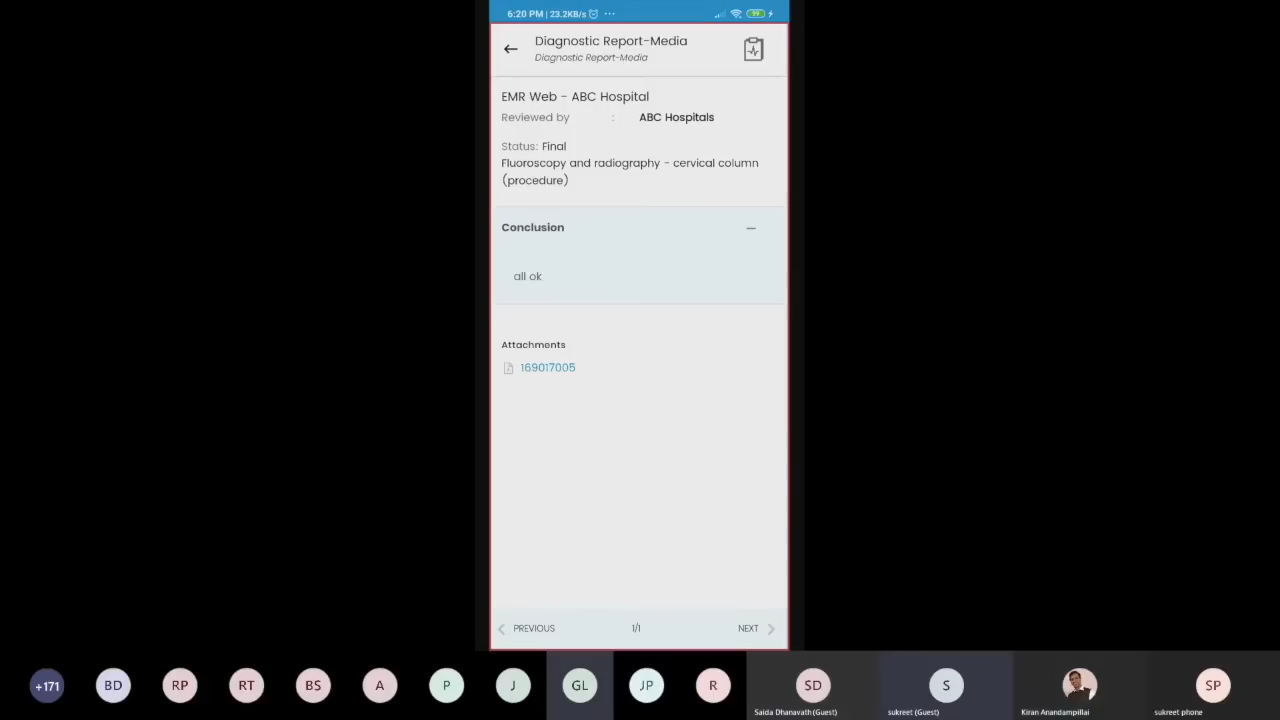 6:20 PM | 23.2KB/s ...
99
Diagnostic Report-Media
Diagnostic Report-Media
EMR Web - ABC Hospital
Reviewed by : ABC Hospitals
Status: Final
Fluoroscopy and radiography - cervical column
(procedure)
Conclusion
all ok
Attachments
169017005
PREVIOUS 1/1 NEXT
+171 BD RP RT BS A P J GL JP R SD S SP
Saida Dhanavath (Guest) sukreet (Guest) Kiran Anandampillai sukreet phone